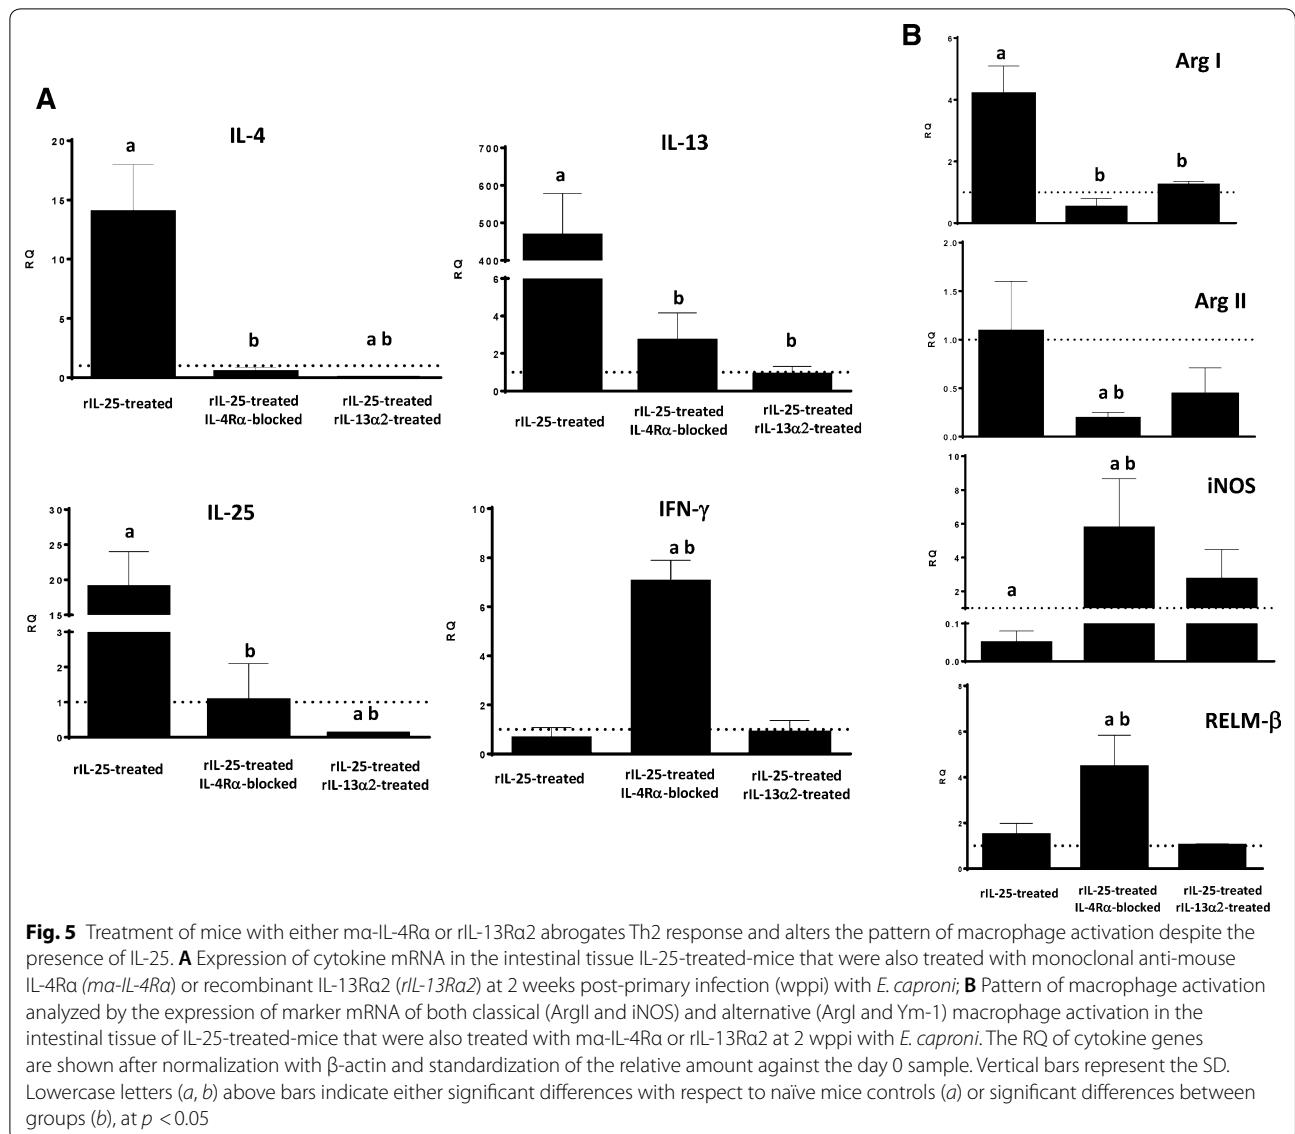 A
IL-4
RQ
20
15
10
5
0
a
b
a b
rIL-25-treated
rIL-25-treated
IL-4Rα-blocked
rIL-25-treated
rIL-13α2-treated
IL-13
RQ
700
600
500
400
6
4
2
0
a
b
b
rIL-25-treated
rIL-25-treated
IL-4Rα-blocked
rIL-25-treated
rIL-13α2-treated
IL-25
RQ
30
25
20
15
3
2
1
0
a
b
a b
rIL-25-treated
rIL-25-treated
IL-4Rα-blocked
rIL-25-treated
rIL-13α2-treated
IFN-γ
RQ
10
8
6
4
2
0
a b
rIL-25-treated
rIL-25-treated
IL-4Rα-blocked
rIL-25-treated
rIL-13α2-treated
B
Arg I
RQ
6
4
2
0
a
b
b
Arg II
RQ
2.0
1.5
1.0
0.5
0.0
a b
iNOS
RQ
10
8
6
4
2
0.1
0.0
a
a b
RELM-β
RQ
8
6
4
2
0
a b
rIL-25-treated
rIL-25-treated
IL-4Rα-blocked
rIL-25-treated
rIL-13α2-treated
Fig. 5 Treatment of mice with either mα-IL-4Rα or rIL-13Rα2 abrogates Th2 response and alters the pattern of macrophage activation despite the
presence of IL-25. A Expression of cytokine mRNA in the intestinal tissue IL-25-treated-mice that were also treated with monoclonal anti-mouse
IL-4Rα (mα-IL-4Rα) or recombinant IL-13Rα2 (rIL-13Rα2) at 2 weeks post-primary infection (wppi) with E. caproni; B Pattern of macrophage activation
analyzed by the expression of marker mRNA of both classical (ArgII and iNOS) and alternative (ArgI and Ym-1) macrophage activation in the
intestinal tissue of IL-25-treated-mice that were also treated with mα-IL-4Rα or rIL-13Rα2 at 2 wppi with E. caproni. The RQ of cytokine genes
are shown after normalization with β-actin and standardization of the relative amount against the day 0 sample. Vertical bars represent the SD.
Lowercase letters (a, b) above bars indicate either significant differences with respect to naïve mice controls (a) or significant differences between
groups (b), at p < 0.05